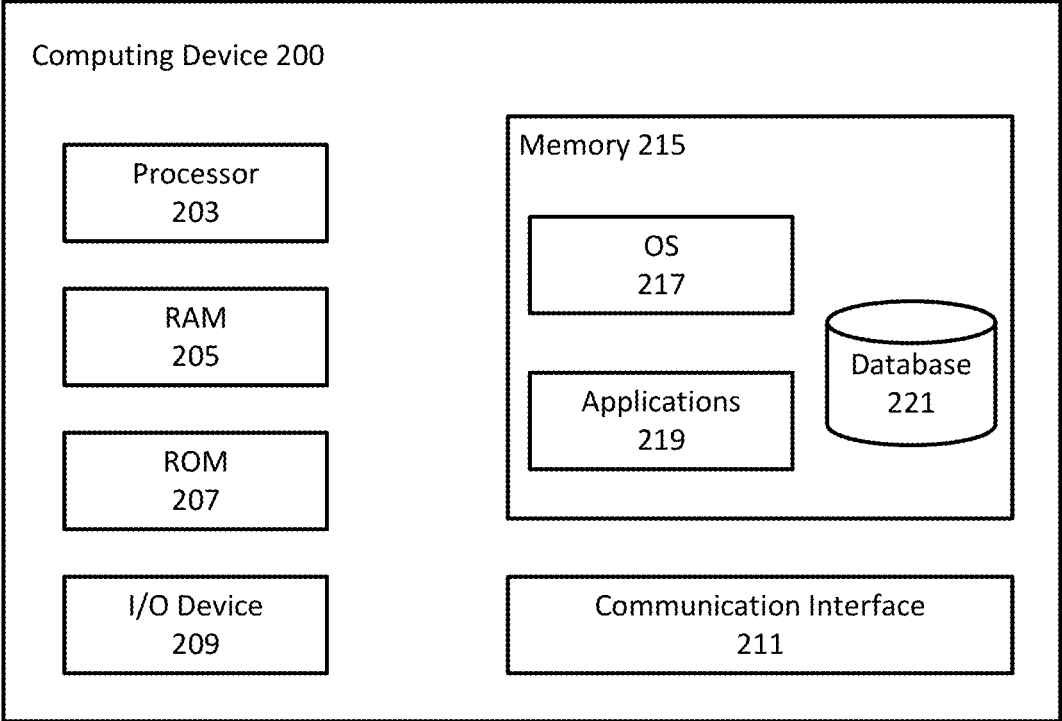 Computing Device 200
Processor
203
RAM
205
ROM
207
I/O Device
209
Memory 215
OS
217
Applications
219
Database
221
Communication Interface
211